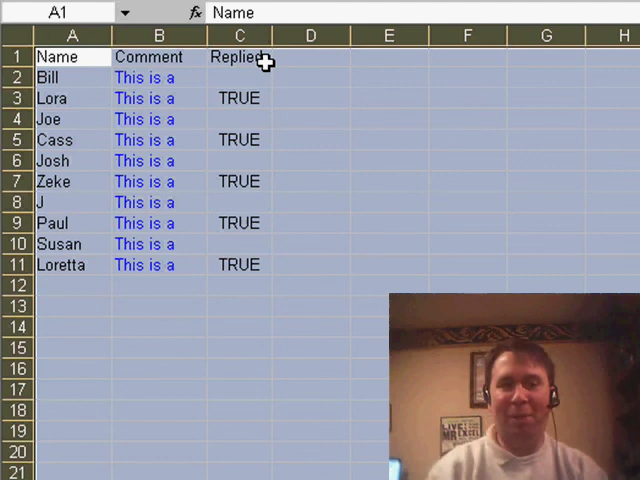 A1 fx Name
A B C D E F G H
1 Name Comment Replied
2 Bill This is a
3 Lora This is a TRUE
4 Joe This is a
5 Cass This is a TRUE
6 Josh This is a
7 Zeke This is a TRUE
8 J This is a
9 Paul This is a TRUE
10 Susan This is a
11 Loretta This is a TRUE
12
13
14
15
16
17
18
19
20
21
LIVE
MR EXCEL